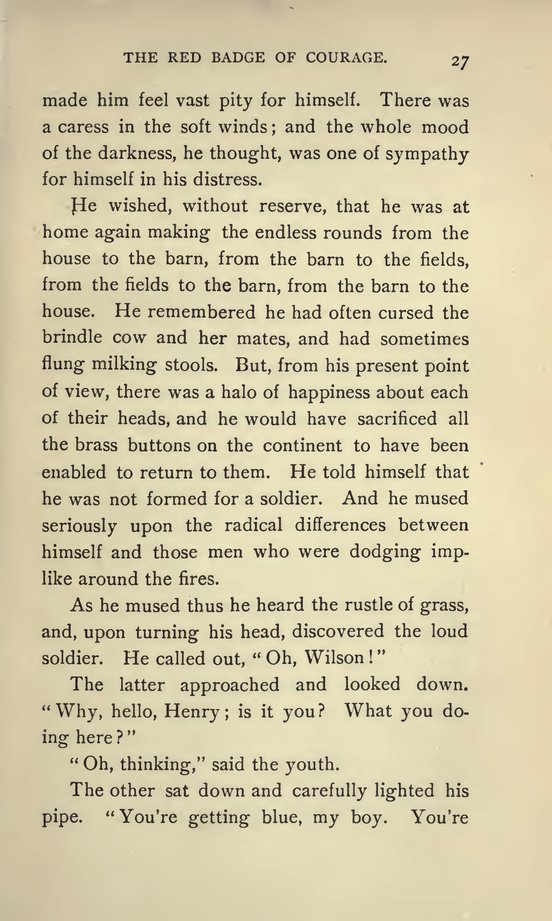 THE RED BADGE OF COURAGE. 27
made him feel vast pity for himself. There was
a caress in the soft winds; and the whole mood
of the darkness, he thought, was one of sympathy
for himself in his distress.
He wished, without reserve, that he was at
home again making the endless rounds from the
house to the barn, from the barn to the fields,
from the fields to the barn, from the barn to the
house. He remembered he had often cursed the
brindle cow and her mates, and had sometimes
flung milking stools. But, from his present point
of view, there was a halo of happiness about each
of their heads, and he would have sacrificed all
the brass buttons on the continent to have been
enabled to return to them. He told himself that
he was not formed for a soldier. And he mused
seriously upon the radical differences between
himself and those men who were dodging imp-
like around the fires.
As he mused thus he heard the rustle of grass,
and, upon turning his head, discovered the loud
soldier. He called out, "Oh, Wilson!"
The latter approached and looked down.
"Why, hello, Henry; is it you? What you do-
ing here?"
"Oh, thinking," said the youth.
The other sat down and carefully lighted his
pipe. "You're getting blue, my boy. You're